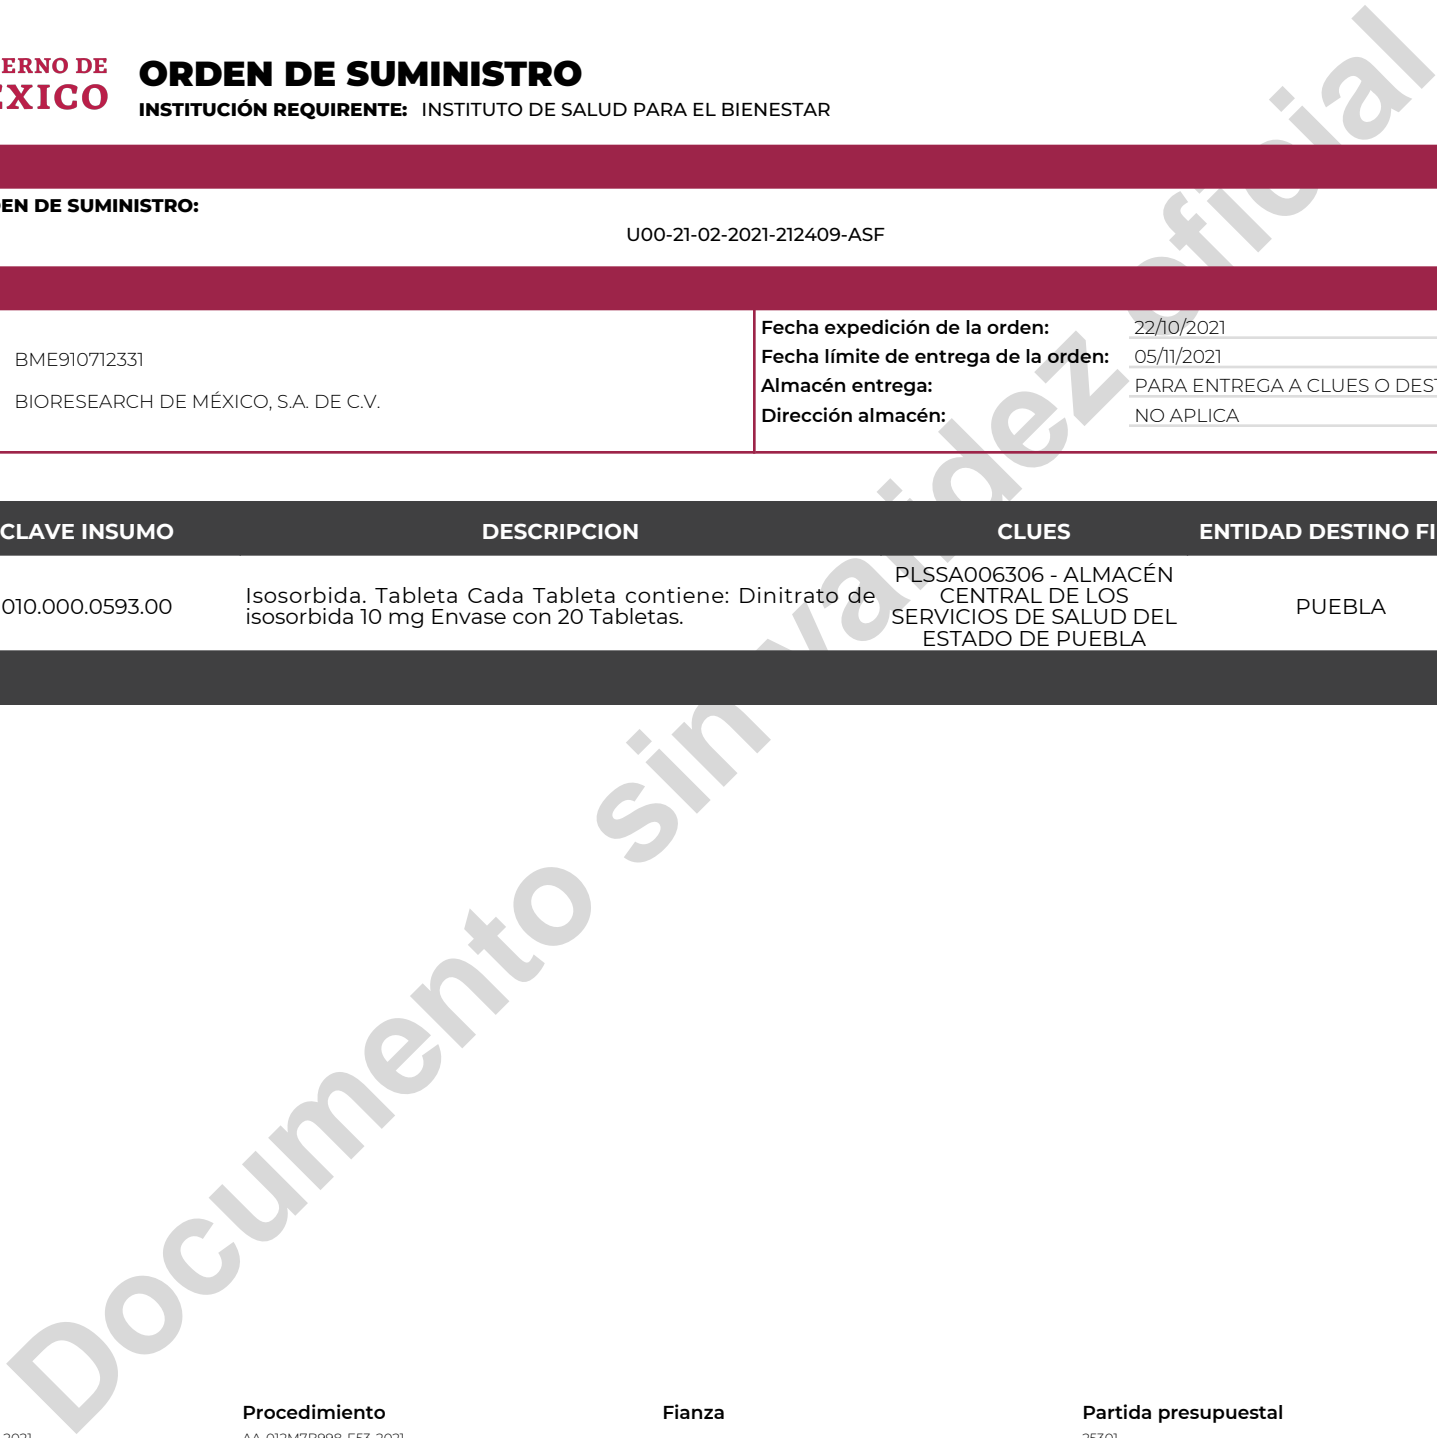 ERNO DE
EXICO
ORDEN DE SUMINISTRO
INSTITUCIÓN REQUIRENTE: INSTITUTO DE SALUD PARA EL BIENESTAR
EN DE SUMINISTRO:
U00-21-02-2021-212409-ASF
BME910712331
BIORESEARCH DE MÉXICO, S.A. DE C.V.
Fecha expedición de la orden: 22/10/2021
Fecha límite de entrega de la orden: 05/11/2021
Almacén entrega: PARA ENTREGA A CLUES O DEST
Dirección almacén: NO APLICA
CLAVE INSUMO DESCRIPCION CLUES ENTIDAD DESTINO FI
010.000.0593.00
Isosorbida. Tableta Cada Tableta contiene: Dinitrato de
isosorbida 10 mg Envase con 20 Tabletas.
PLSSA006306 - ALMACÉN
CENTRAL DE LOS
SERVICIOS DE SALUD DEL
ESTADO DE PUEBLA
PUEBLA
Documento sin validez oficial
Procedimiento Fianza Partida presupuestal